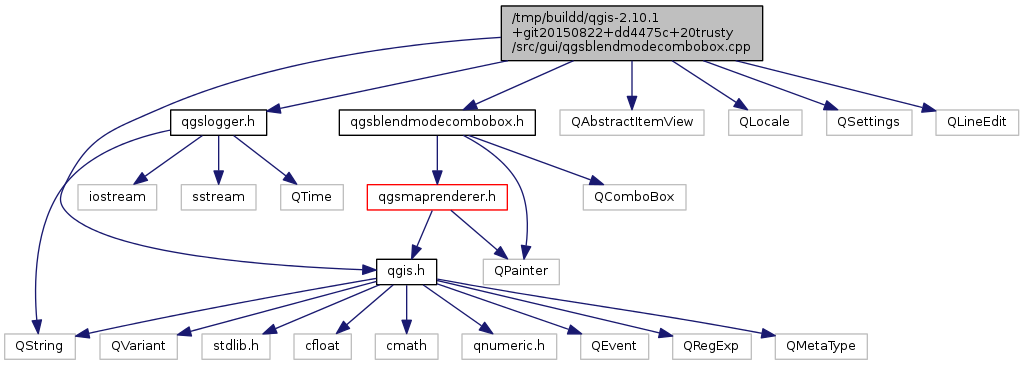 /tmp/buildd/qgis-2.10.1
+git20150822+dd4475c+20trusty
/src/gui/qgsblendmodecombobox.cpp
qgslogger.h
qgsblendmodecombobox.h
QAbstractItemView
QLocale
QSettings
QLineEdit
iostream
sstream
QTime
qgsmaprenderer.h
QComboBox
qgis.h
QPainter
QString
QVariant
stdlib.h
cfloat
cmath
qnumeric.h
QEvent
QRegExp
QMetaType